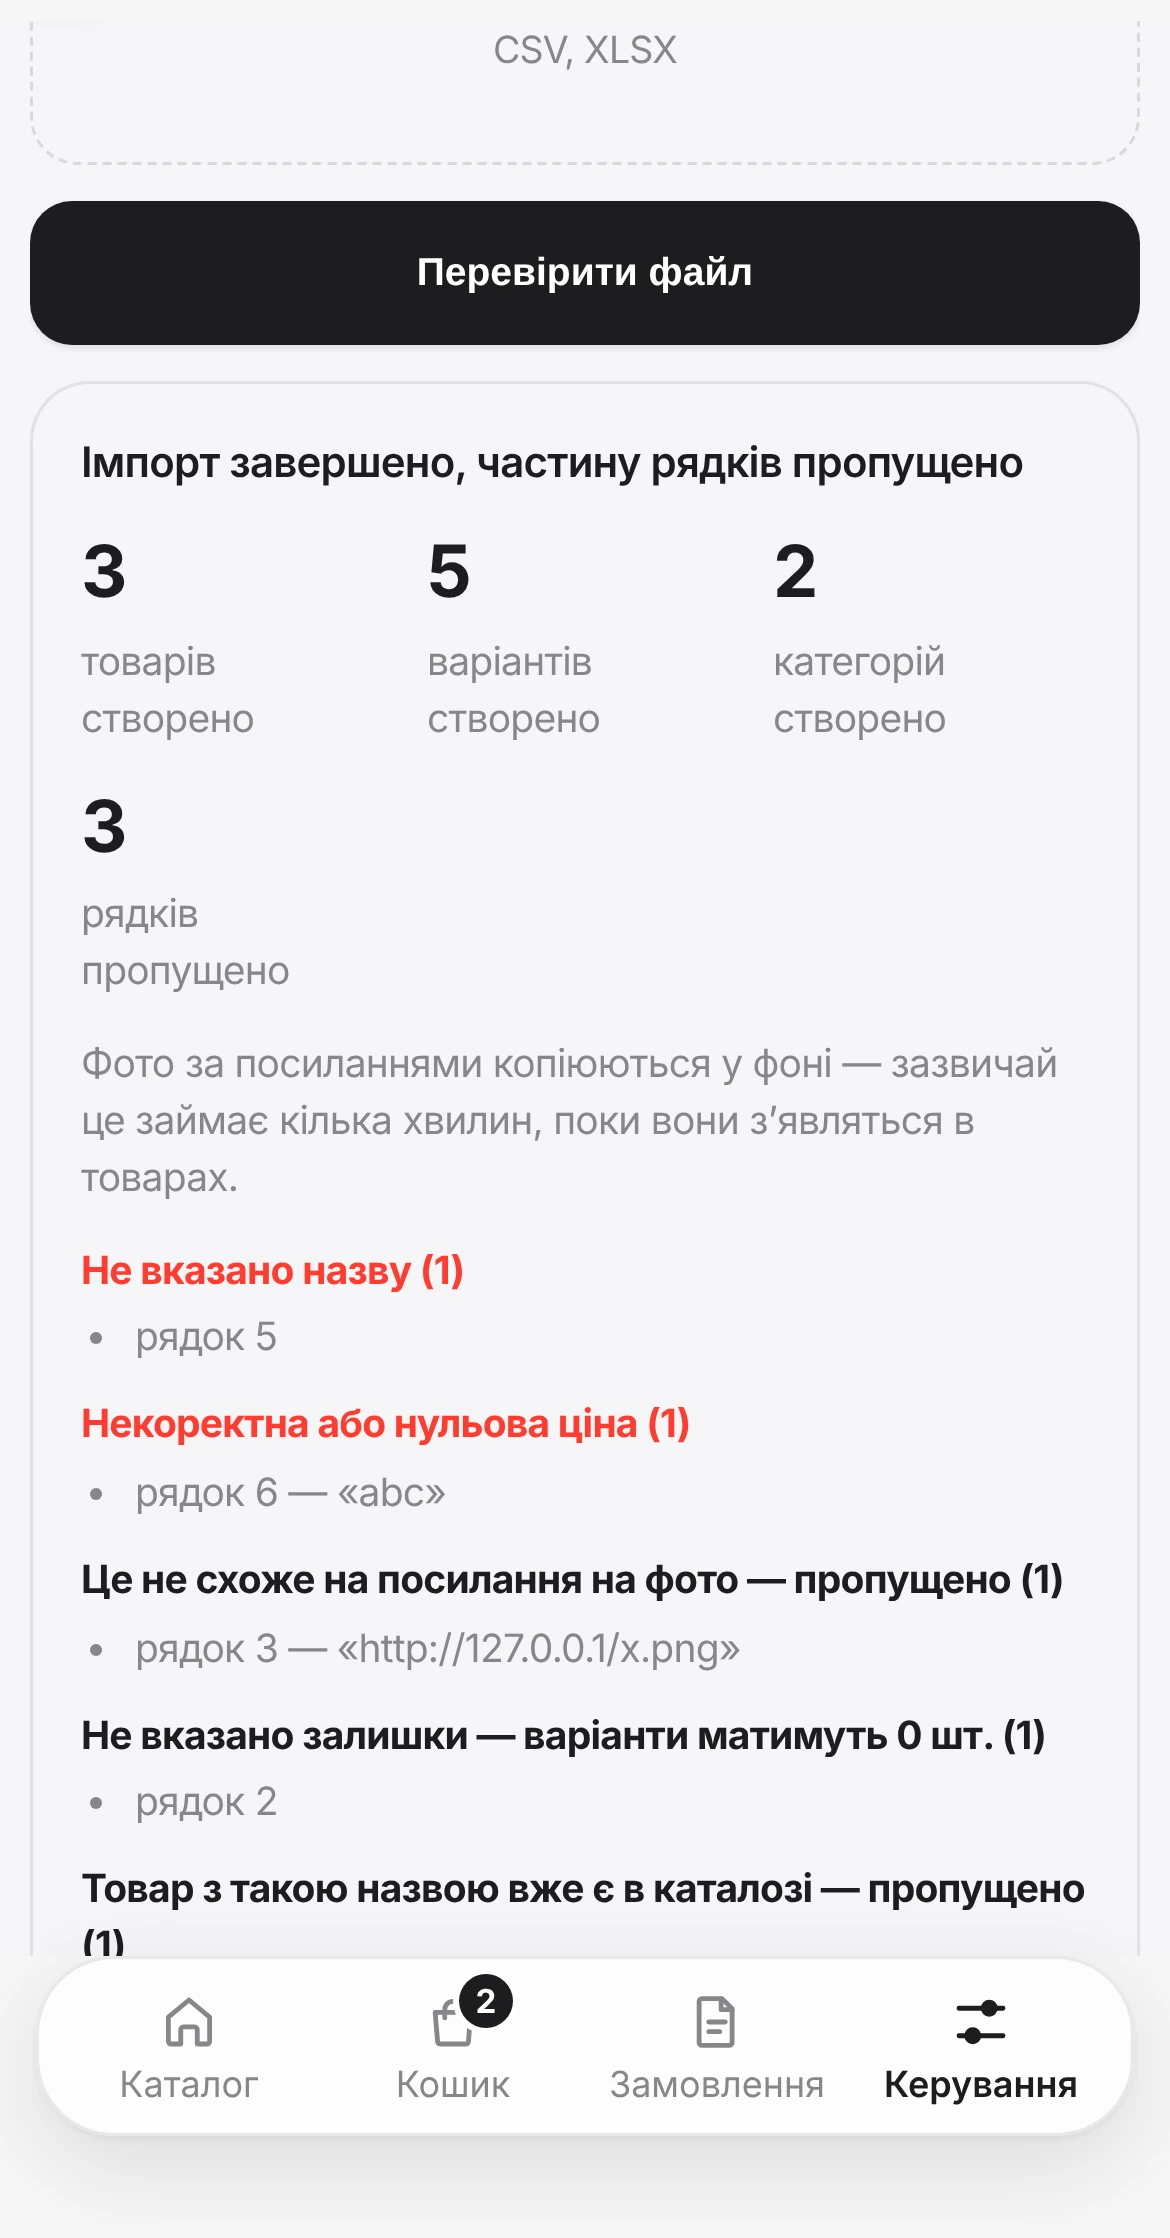 CSV, XLSX
Перевірити файл
Імпорт завершено, частину рядків пропущено
3
товарів
створено
5
варіантів
створено
2
категорій
створено
3
рядків
пропущено
Фото за посиланнями копіюються у фоні — зазвичай
це займає кілька хвилин, поки вони з’являться в
товарах.
Не вказано назву (1)
• рядок 5
Некоректна або нульова ціна (1)
• рядок 6 — «abc»
Це не схоже на посилання на фото — пропущено (1)
• рядок 3 — «http://127.0.0.1/x.png»
Не вказано залишки — варіанти матимуть 0 шт. (1)
• рядок 2
Товар з такою назвою вже є в каталозі — пропущено
(1)
Каталог
2
Кошик
Замовлення
Керування